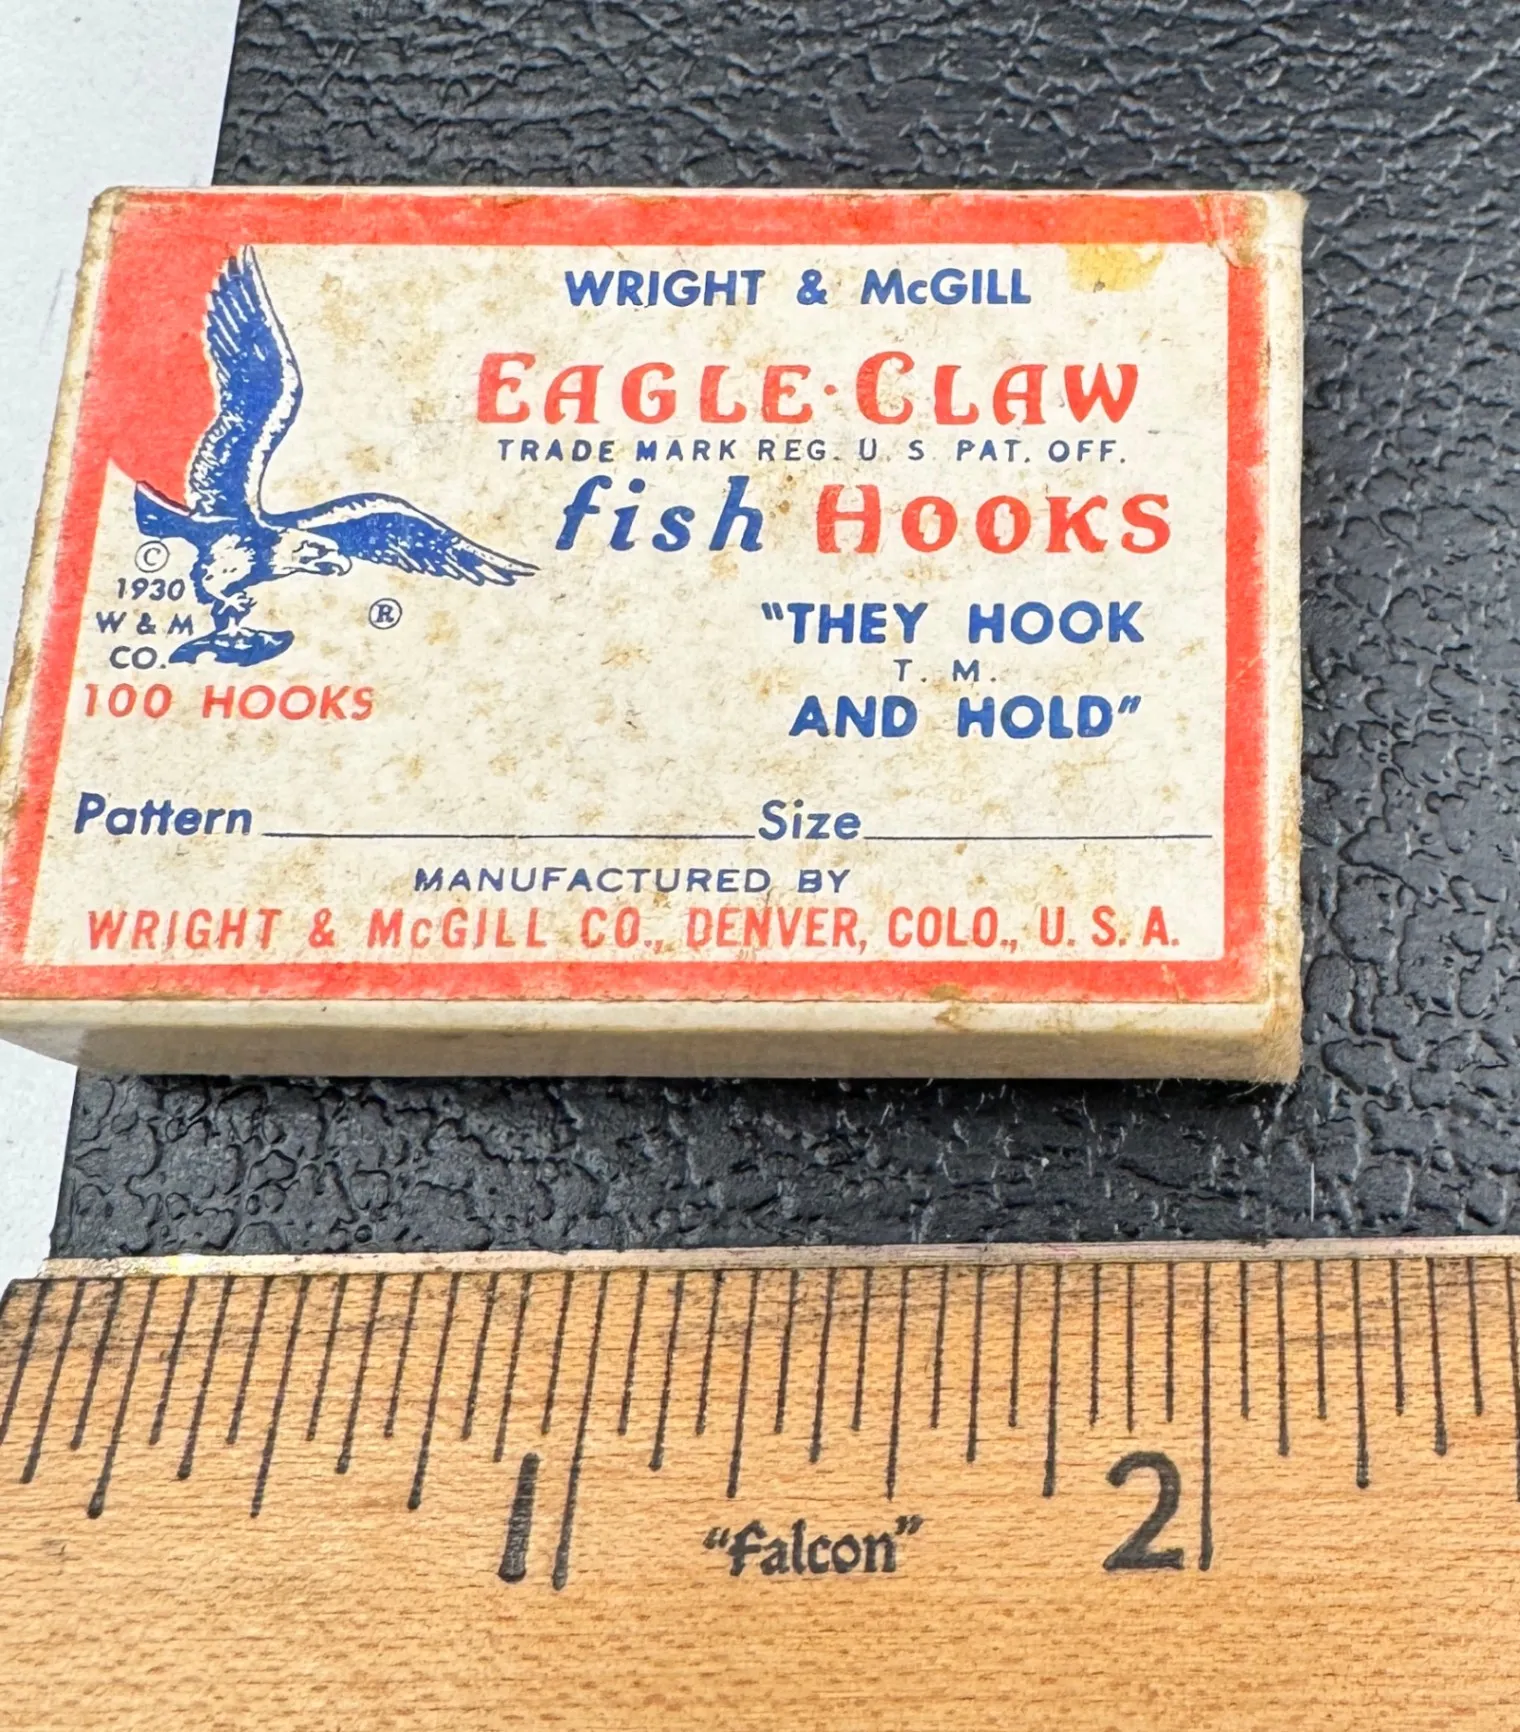 WRIGHT & McGILL
EAGLE·CLAW
TRADE MARK REG. U. S PAT. OFF.
fish HOOKS
©
1930
W & M
CO.
®
100 HOOKS
"THEY HOOK
T. M.
AND HOLD"
Pattern Size
MANUFACTURED BY
WRIGHT & McGILL CO., DENVER, COLO., U. S. A.
1 2
"Falcon"